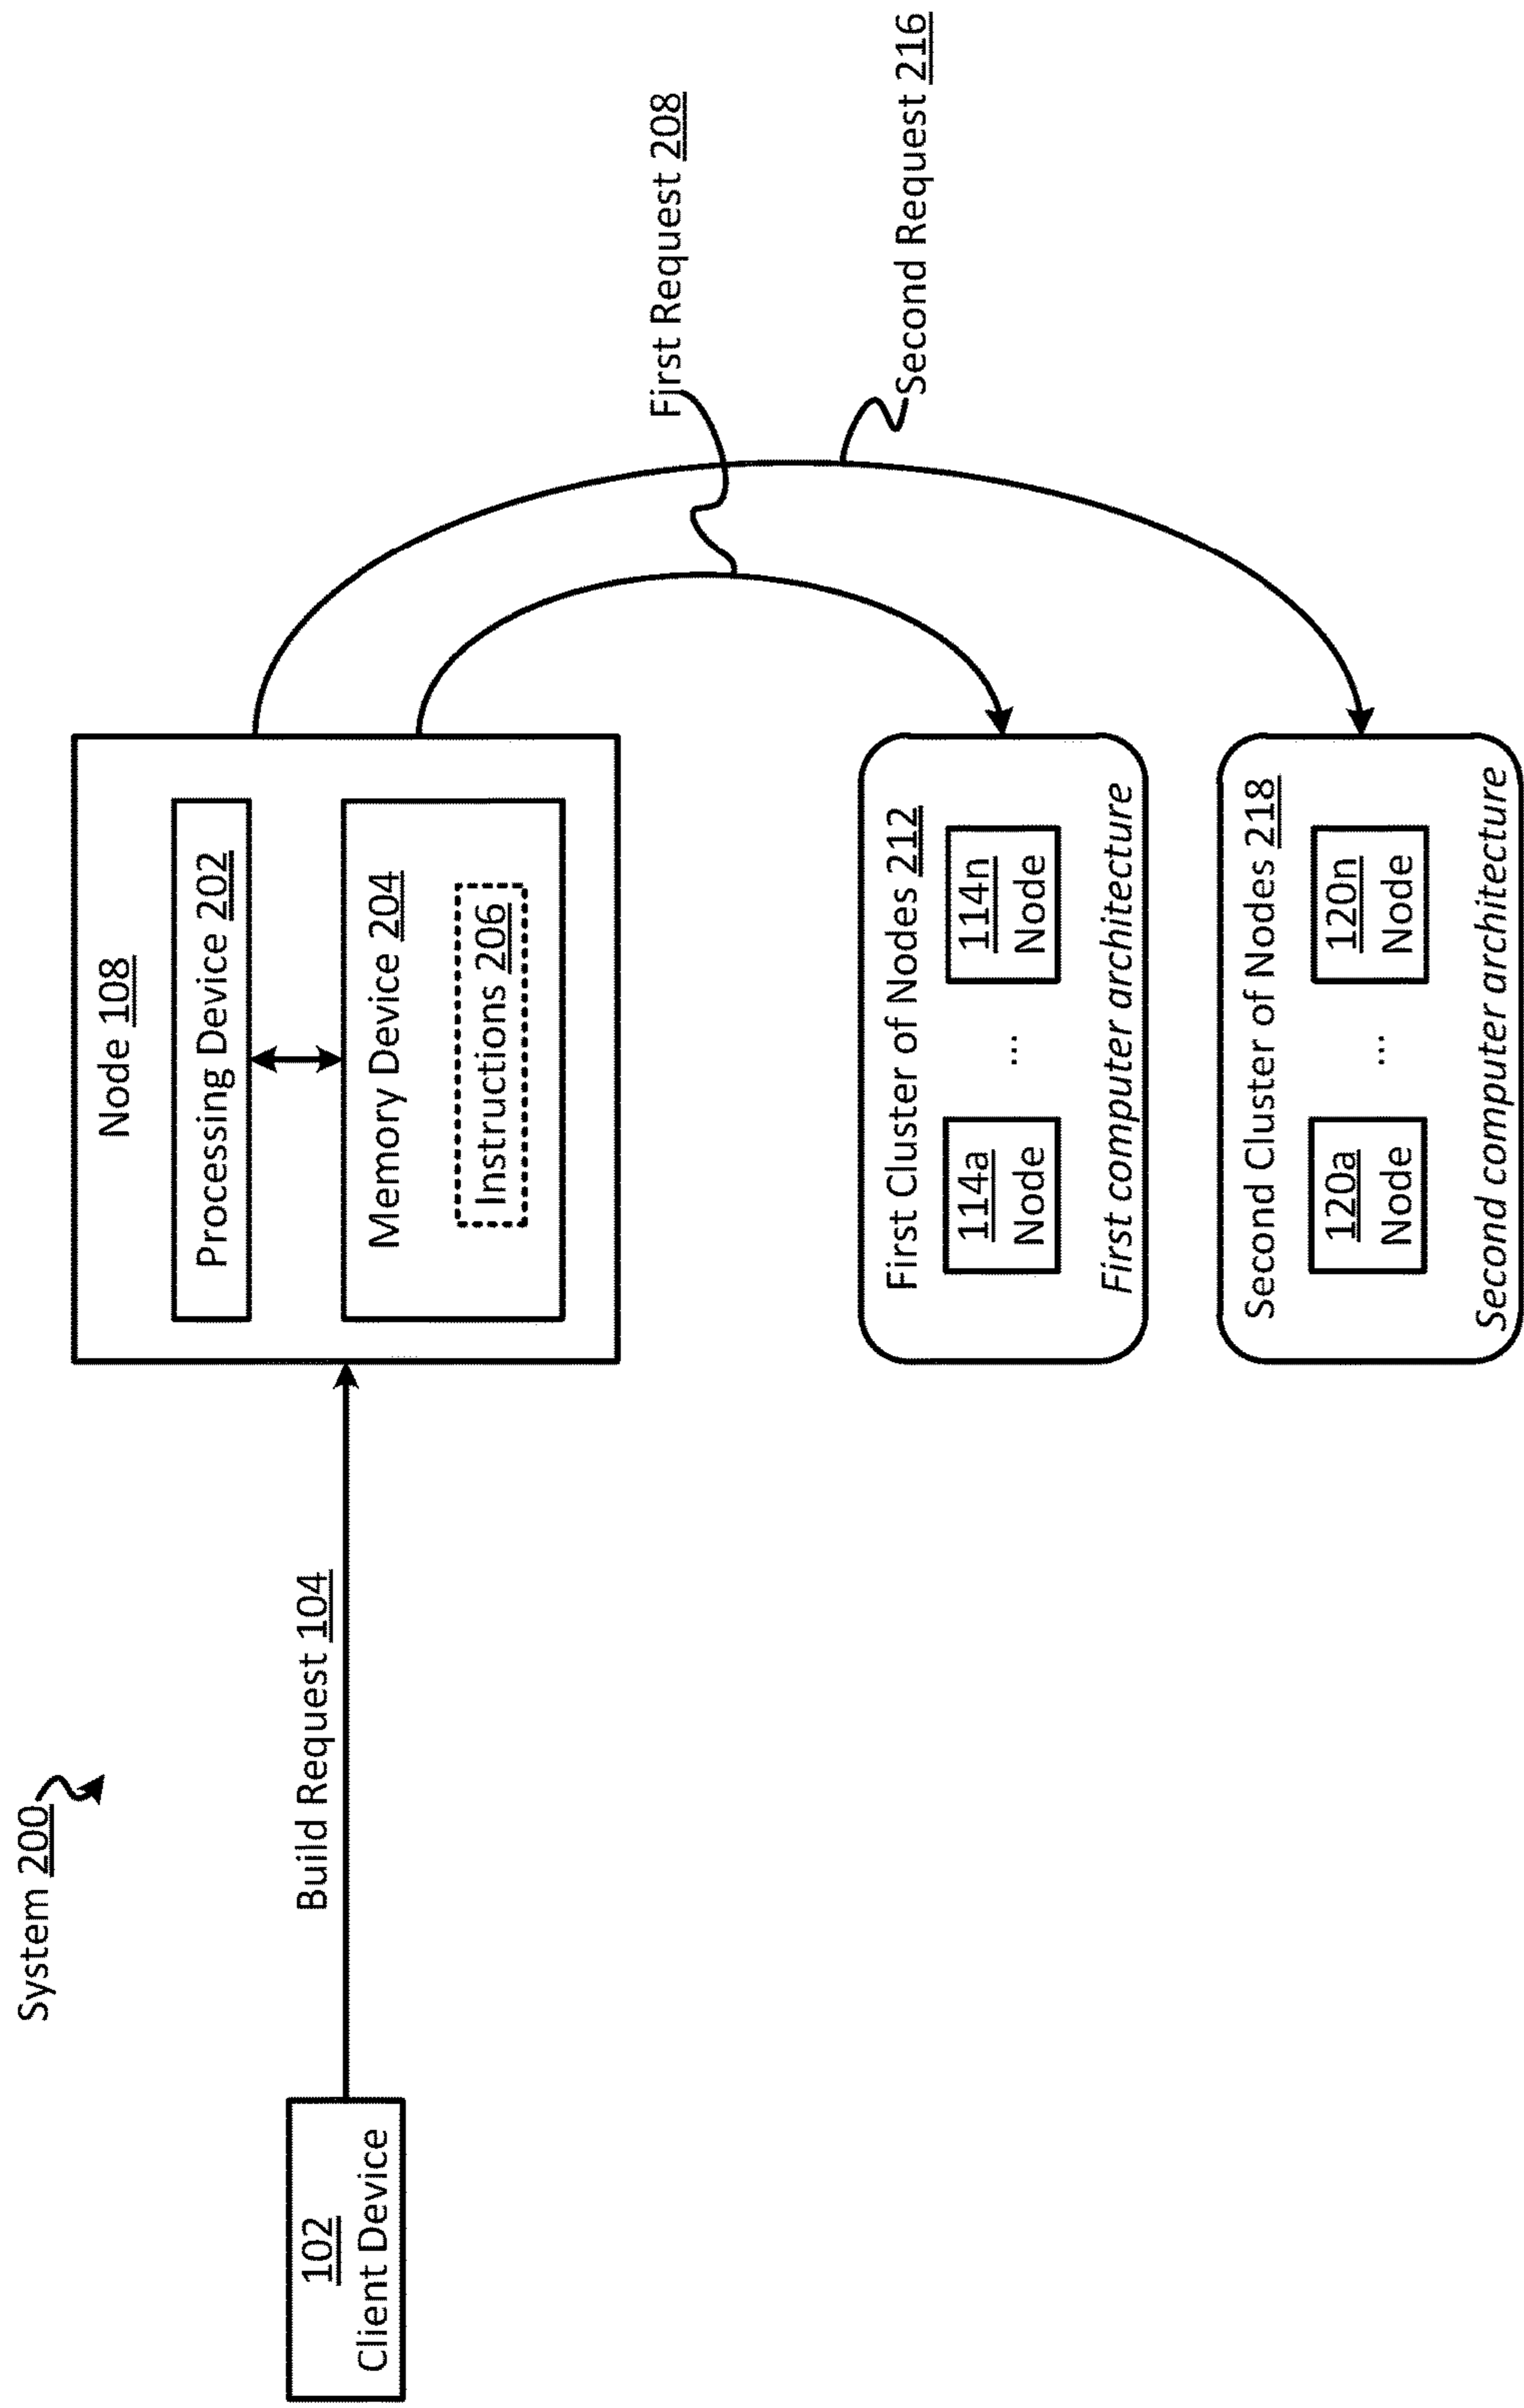 System 200
102
Client Device
Build Request 104
Node 108
Processing Device 202
Memory Device 204
Instructions 206
First Request 208
Second Request 216
First Cluster of Nodes 212
114a
Node
...
114n
Node
First computer architecture
Second Cluster of Nodes 218
120a
Node
...
120n
Node
Second computer architecture